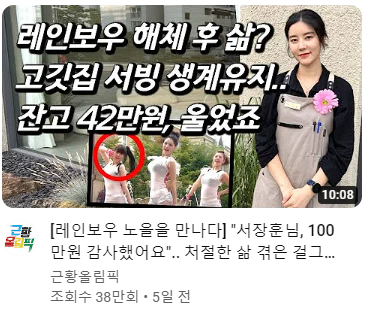 레인보우 해체 후 삶?
고깃집 서빙 생계유지..
잔고 42만원, 울었죠
10:08
근황
올림픽
[레인보우 노을을 만나다] "서장훈님, 100
만원 감사했어요".. 처절한 삶 겪은 걸그...
근황올림픽
조회수 38만회 • 5일 전